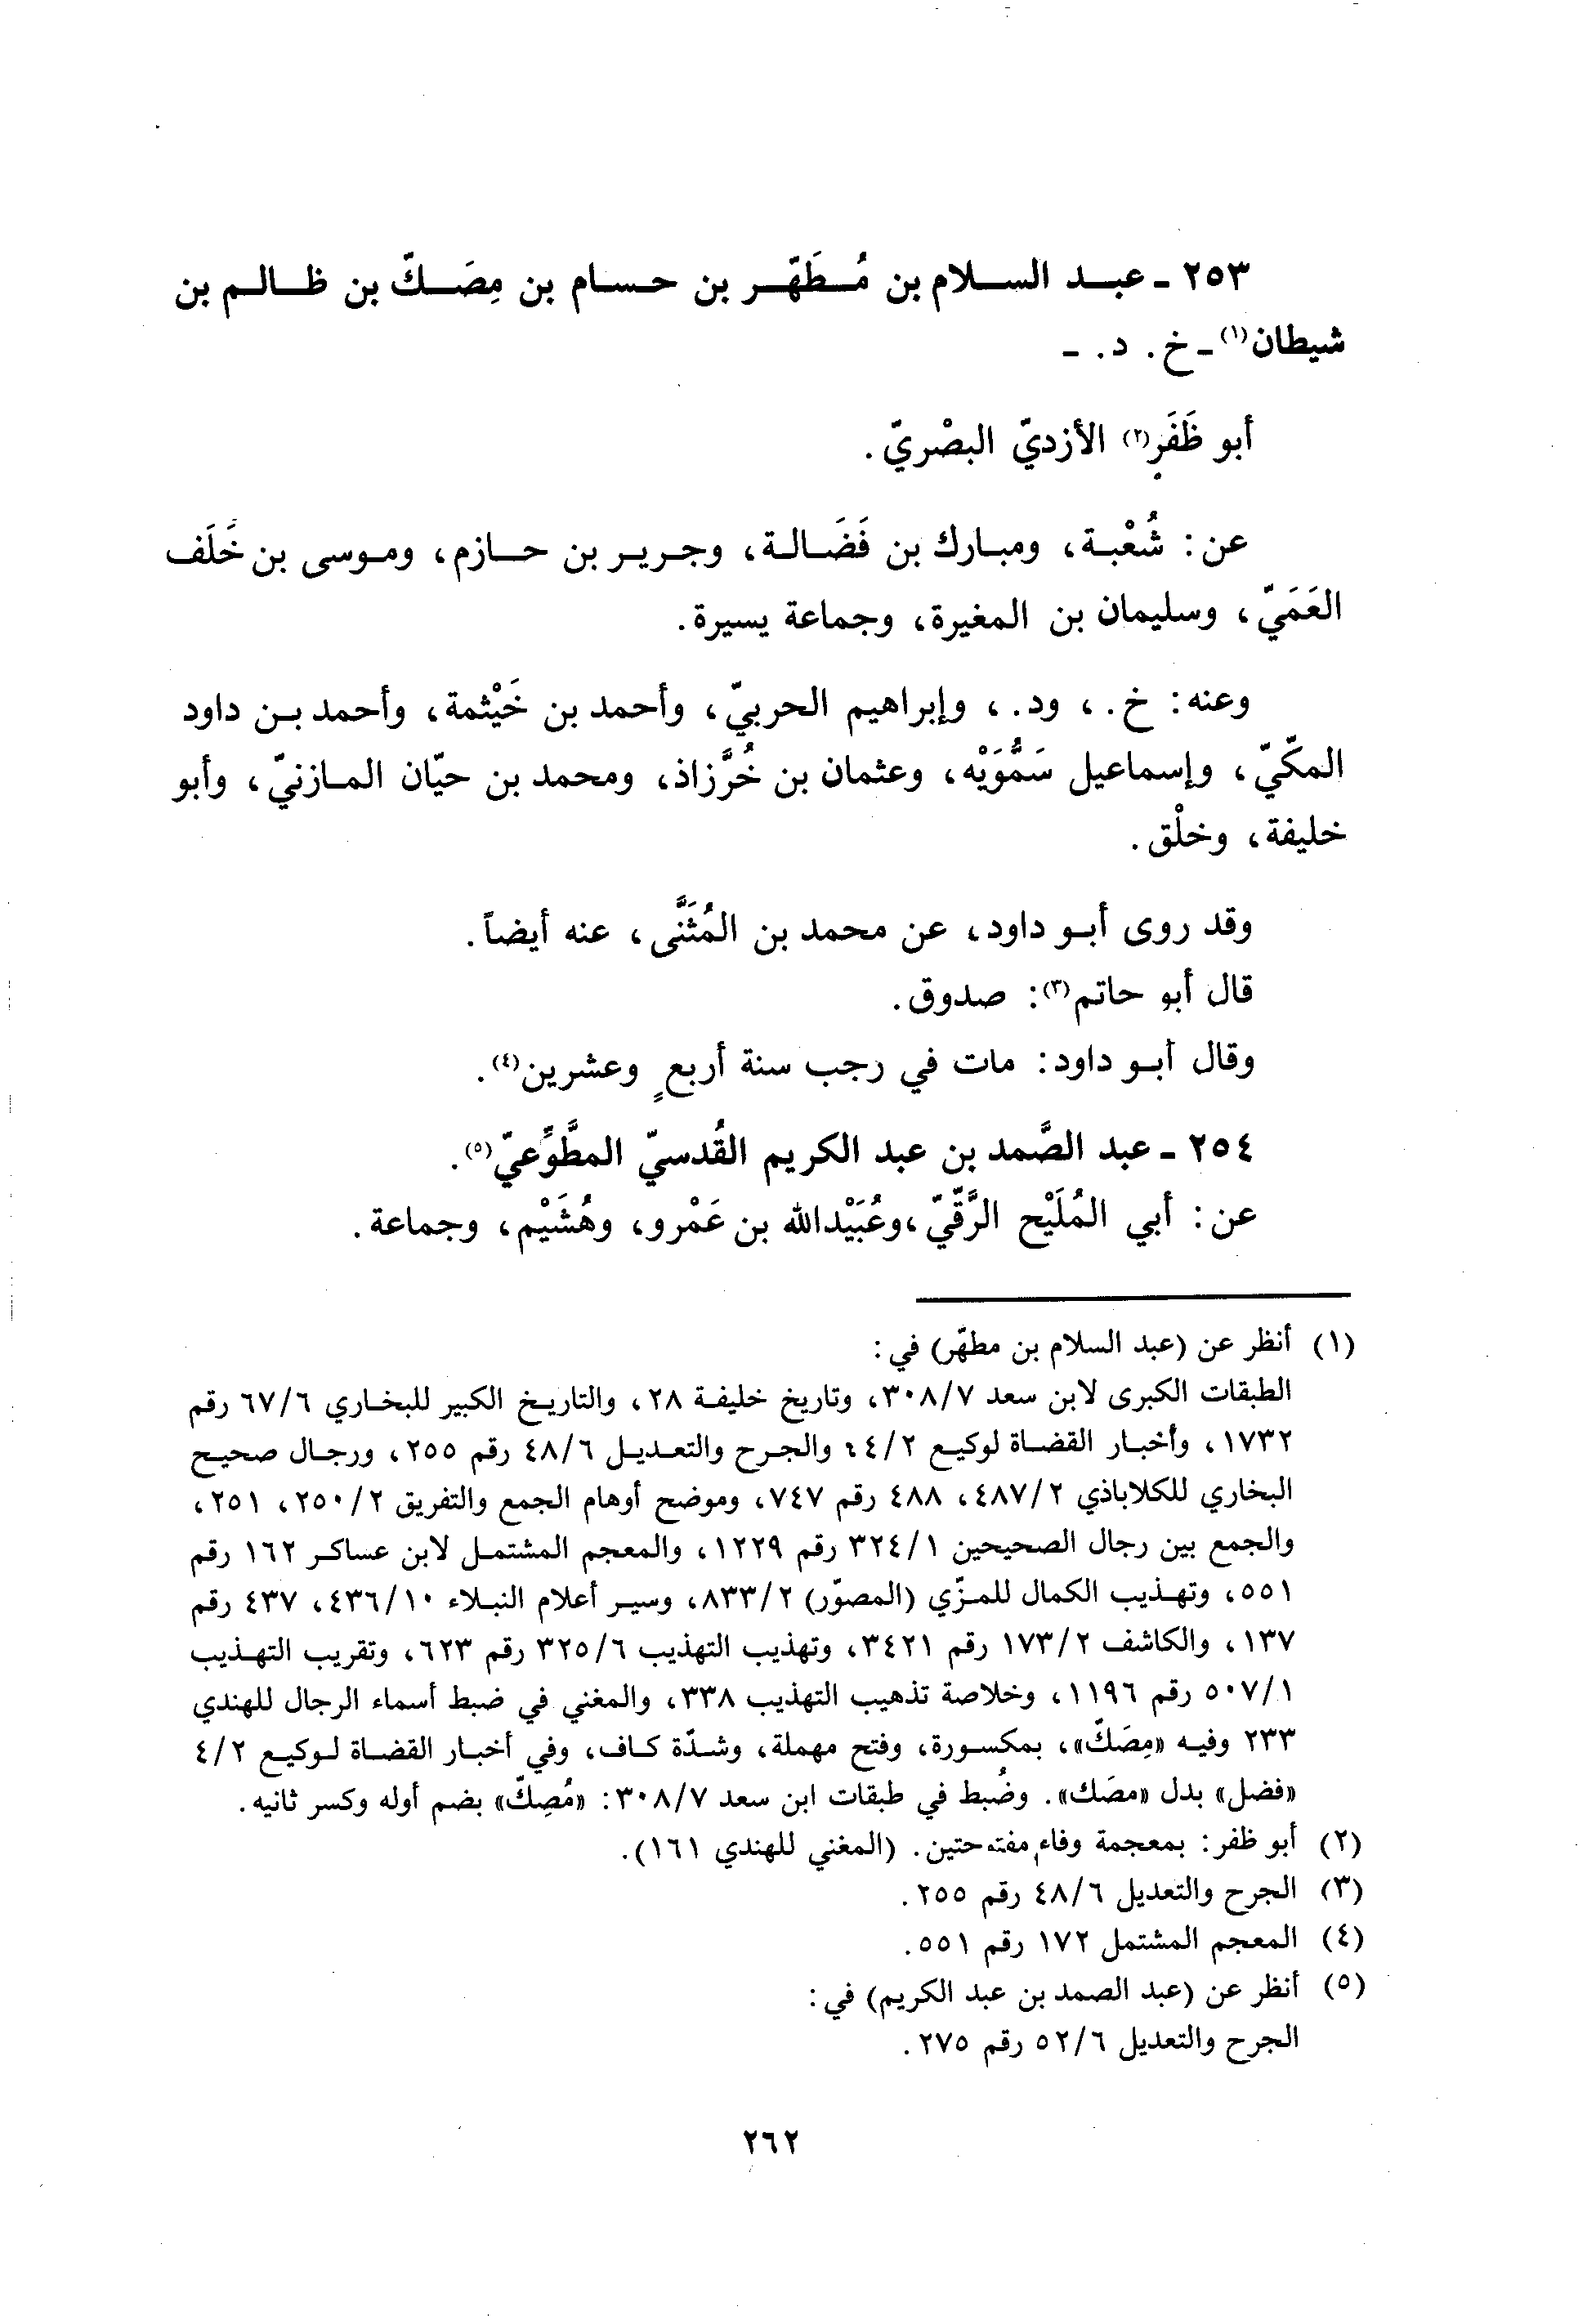 ٢٥٣ ـ عبد السلام بن مُطَهّر بن حسام بن مِصَكّ بن ظالم بن
شيطان(١) ـ خ. د. ـ
أبو ظَفَرٍ(٢) الأزديّ البصْريّ.
عن: شُعْبة، ومبارك بن فَضَالة، وجرير بن حازم، وموسى بن خَلَف
العَمَيّ، وسليمان بن المغيرة، وجماعة يسيرة.
وعنه: خ.، ود.، وإبراهيم الحربيّ، وأحمد بن خَيْثمة، وأحمد بن داود
المكّيّ، وإسماعيل سَمُّوَيْه، وعثمان بن خُرَّزاذ، ومحمد بن حيّان المازنيّ، وأبو
خليفة، وخلْق.
وقد روى أبو داود، عن محمد بن المُثَنَّى، عنه أيضاً.
قال أبو حاتم(٣): صدوق.
وقال أبو داود: مات في رجب سنة أربعٍ وعشرين(٤).
٢٥٤ ـ عبد الصَّمد بن عبد الكريم القُدسيّ المطَّوِّعيّ(٥).
عن: أبي المُلَيْح الرَّقّيّ، وعُبَيْدالله بن عَمْرو، وهُشَيْم، وجماعة.
(١) أنظر عن (عبد السلام بن مطهّر) في:
الطبقات الكبرى لابن سعد ٣٠٨/٧، وتاريخ خليفة ٢٨، والتاريخ الكبير للبخاري ٦٧/٦ رقم
١٧٣٢، وأخبار القضاة لوكيع ٤/٢، والجرح والتعديل ٤٨/٦ رقم ٢٥٥، ورجال صحيح
البخاري للكلاباذي ٤٨٧/٢، ٤٨٨ رقم ٧٤٧، وموضح أوهام الجمع والتفريق ٢٥٠/٢، ٢٥١،
والجمع بين رجال الصحيحين ٣٢٤/١ رقم ١٢٢٩، والمعجم المشتمل لابن عساكر ١٦٢ رقم
٥٥١، وتهذيب الكمال للمزّي (المصوّر) ٨٣٣/٢، وسير أعلام النبلاء ٤٣٦/١٠، ٤٣٧ رقم
١٣٧، والكاشف ١٧٣/٢ رقم ٣٤٢١، وتهذيب التهذيب ٣٢٥/٦ رقم ٦٢٣، وتقريب التهذيب
٥٠٧/١ رقم ١١٩٦، وخلاصة تذهيب التهذيب ٣٣٨، والمغني في ضبط أسماء الرجال للهندي
٢٣٣ وفيه «مِصَكّ»، بمكسورة، وفتح مهملة، وشدّة كاف، وفي أخبار القضاة لوكيع ٤/٢
«فضل» بدل «مصَك». وضُبط في طبقات ابن سعد ٣٠٨/٧: «مُصِكّ» بضم أوله وكسر ثانيه.
(٢) أبو ظفر: بمعجمة وفاء مفتوحتين. (المغني للهندي ١٦١).
(٣) الجرح والتعديل ٤٨/٦ رقم ٢٥٥.
(٤) المعجم المشتمل ١٧٢ رقم ٥٥١.
(٥) أنظر عن (عبد الصمد بن عبد الكريم) في:
الجرح والتعديل ٥٢/٦ رقم ٢٧٥.
٢٦٢